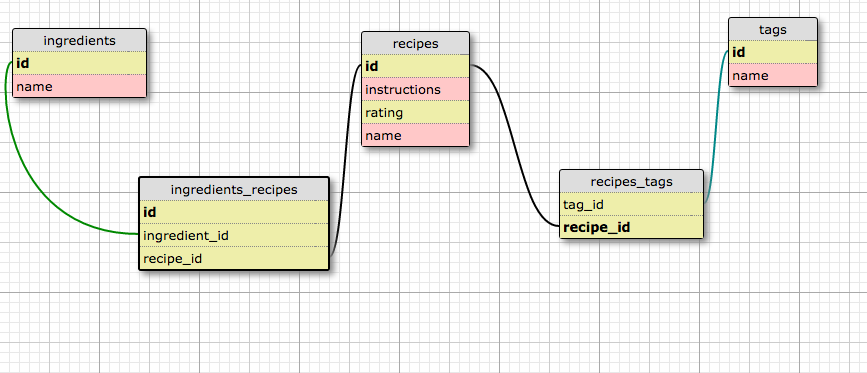 ingredients
id
name
recipes
id
instructions
rating
name
tags
id
name
ingredients_recipes
id
ingredient_id
recipe_id
recipes_tags
tag_id
recipe_id